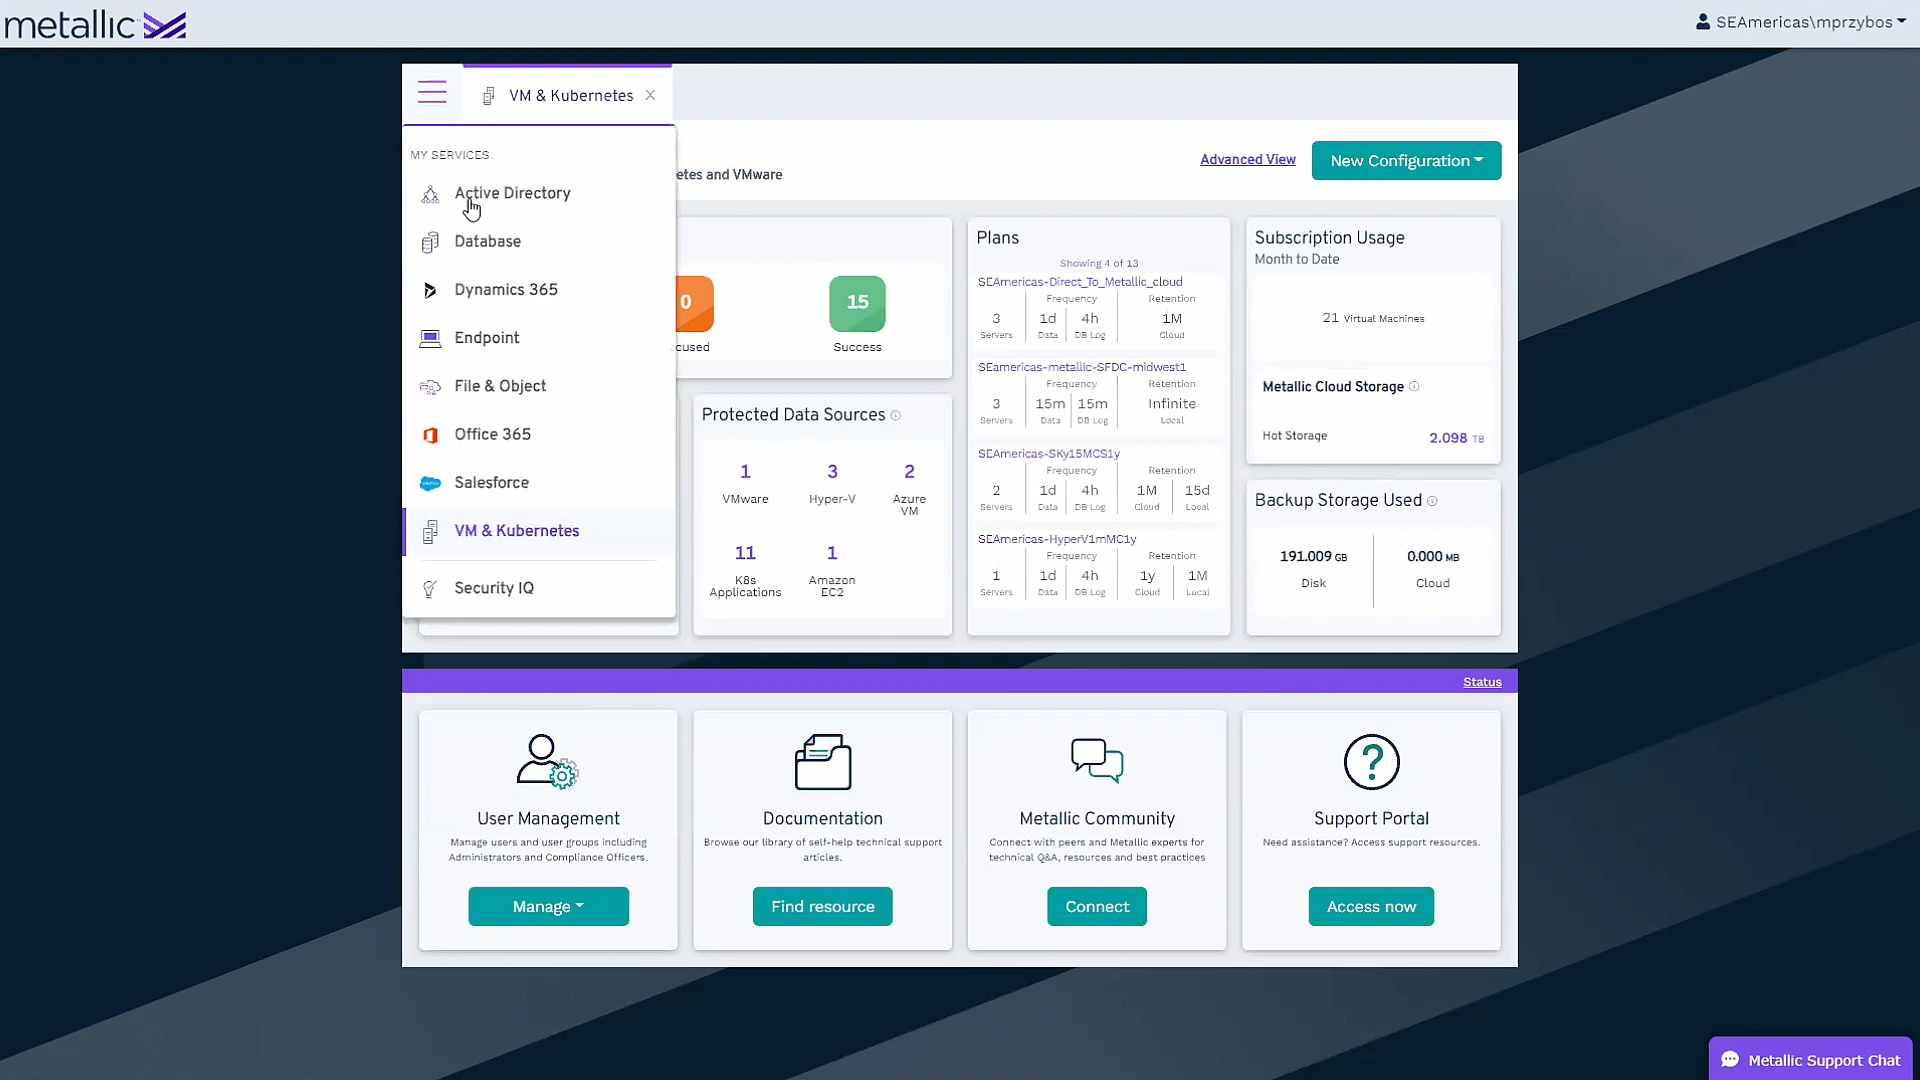 metallic
SEAmericas\mprzybos
VM & Kubernetes
MY SERVICES
Active Directory
Database
Dynamics 365
Endpoint
File & Object
Office 365
Salesforce
VM & Kubernetes
Security IQ
etes and VMware
Advanced View
New Configuration
0
cused
15
Success
Protected Data Sources
1
VMware
3
Hyper-V
2
Azure
VM
11
K8s
Applications
1
Amazon
EC2
Plans
Showing 4 of 13
SEAmericas-Direct_To_Metallic_cloud
Frequency Retention
3 1d 4h 1M
Servers Data DB Log Cloud
SEamericas-metallic-SFDC-midwest1
Frequency Retention
3 15m 15m Infinite
Servers Data DB Log Local
SEAmericas-SKy15MCS1y
Frequency Retention
2 1d 4h 1M 15d
Servers Data DB Log Cloud Local
SEAmericas-HyperV1mMC1y
Frequency Retention
1 1d 4h 1y 1M
Servers Data DB Log Cloud Local
Subscription Usage
Month to Date
21 Virtual Machines
Metallic Cloud Storage
Hot Storage 2.098 TB
Backup Storage Used
191.009 GB
Disk
0.000 MB
Cloud
Status
User Management
Manage users and user groups including
Administrators and Compliance Officers.
Manage
Documentation
Browse our library of self-help technical support
articles.
Find resource
Metallic Community
Connect with peers and Metallic experts for
technical Q&A, resources and best practices
Connect
?
Support Portal
Need assistance? Access support resources.
Access now
Metallic Support Chat